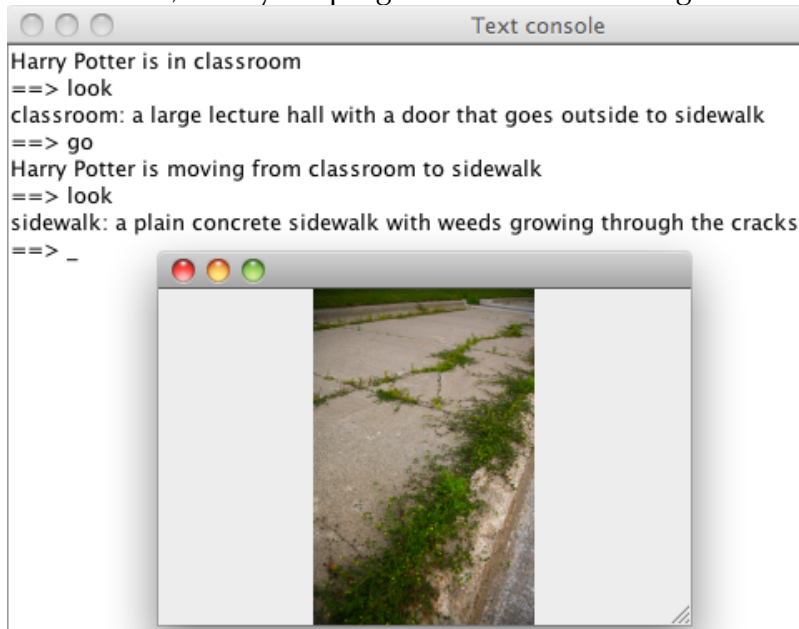 Text console
Harry Potter is in classroom
==> look
classroom: a large lecture hall with a door that goes outside to sidewalk
==> go
Harry Potter is moving from classroom to sidewalk
==> look
sidewalk: a plain concrete sidewalk with weeds growing through the cracks
==> _